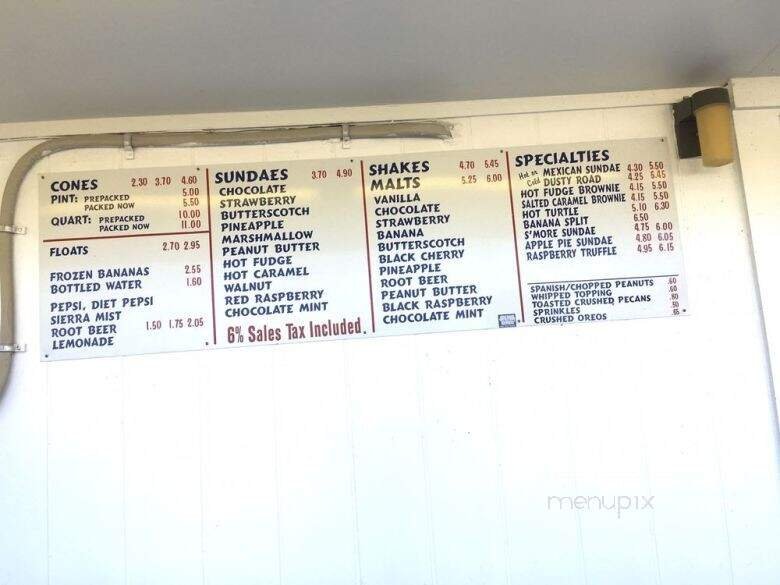 CONES 2.30 3.70 4.60
PINT: PREPACKED 5.00
PACKED NOW 5.50
QUART: PREPACKED 10.00
PACKED NOW 11.00
FLOATS 2.70 2.95
FROZEN BANANAS 2.55
BOTTLED WATER 1.60
PEPSI, DIET PEPSI
SIERRA MIST
ROOT BEER 1.50 1.75 2.05
LEMONADE
SUNDAES 3.70 4.90
CHOCOLATE
STRAWBERRY
BUTTERSCOTCH
PINEAPPLE
MARSHMALLOW
PEANUT BUTTER
HOT FUDGE
HOT CARAMEL
WALNUT
RED RASPBERRY
CHOCOLATE MINT
6% Sales Tax Included.
SHAKES 4.70 5.45
MALTS 5.25 6.00
VANILLA
CHOCOLATE
STRAWBERRY
BANANA
BUTTERSCOTCH
BLACK CHERRY
PINEAPPLE
ROOT BEER
PEANUT BUTTER
BLACK RASPBERRY
CHOCOLATE MINT
SPECIALTIES
Hot or MEXICAN SUNDAE 4.30 5.50
Cold DUSTY ROAD 4.25 5.45
HOT FUDGE BROWNIE 4.15 5.50
SALTED CARAMEL BROWNIE 4.15 5.50
HOT TURTLE 5.10 6.30
BANANA SPLIT 6.50
S'MORE SUNDAE 4.75 6.00
APPLE PIE SUNDAE 4.80 6.05
RASPBERRY TRUFFLE 4.95 6.15
SPANISH/CHOPPED PEANUTS .60
WHIPPED TOPPING .60
TOASTED CRUSHED PECANS .80
SPRINKLES .50
CRUSHED OREOS
menupix